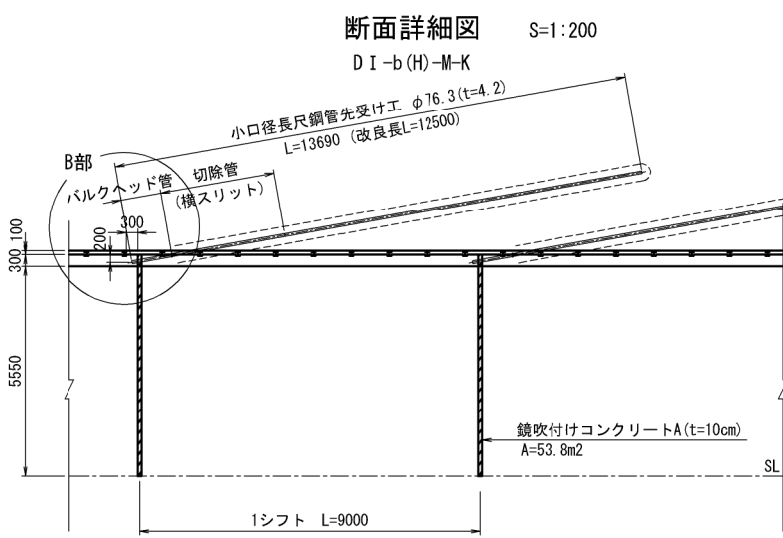 断面詳細図 S=1:200
DⅠ-b(H)-M-K
小口径長尺鋼管先受け工 φ76.3(t=4.2)
L=13690 (改良長L=12500)
B部
バルクヘッド管
切除管
(横スリット)
300
200
100
300
5550
鏡吹付けコンクリートA(t=10cm)
A=53.8m2
SL
1シフト L=9000